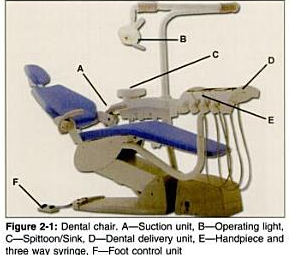 B
C
A
D
E
F
Figure 2-1: Dental chair. A—Suction unit, B—Operating light,
C—Spittoon/Sink, D—Dental delivery unit, E—Handpiece and
three way syringe, F—Foot control unit